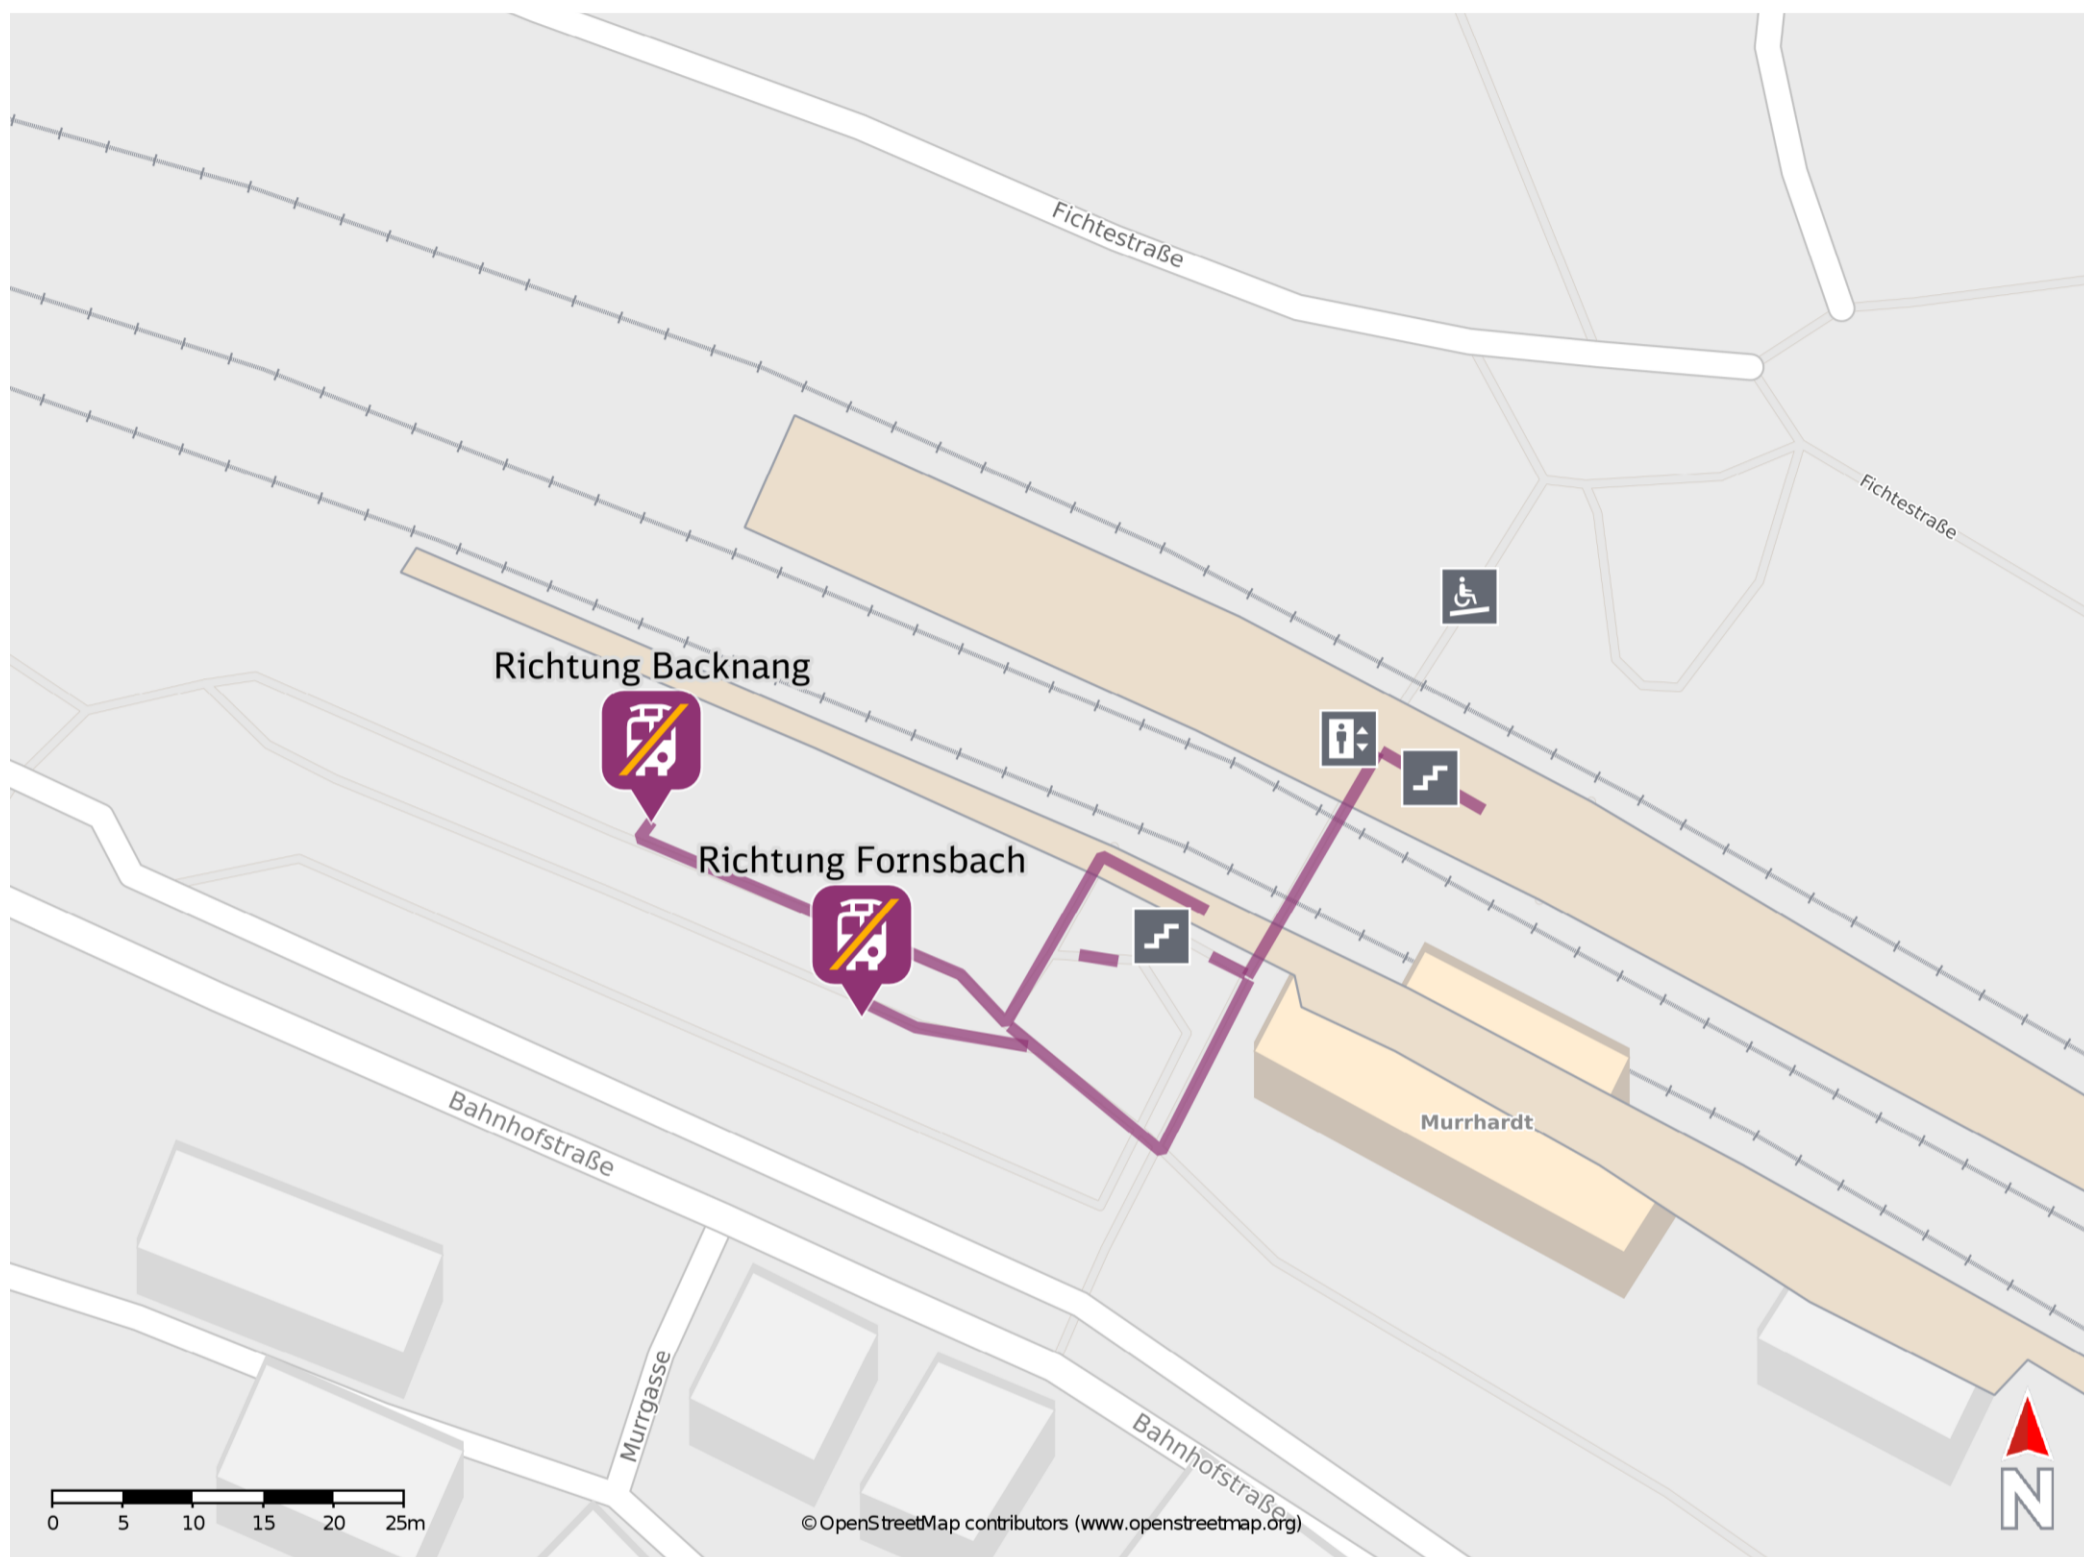 Fichtestraße
Fichtestraße
Richtung Backnang
Richtung Fornsbach
Bahnhofstraße
Murrhardt
Murrgasse
Bahnhofstraße
0 5 10 15 20 25m
©OpenStreetMap contributors (www.openstreetmap.org)
N